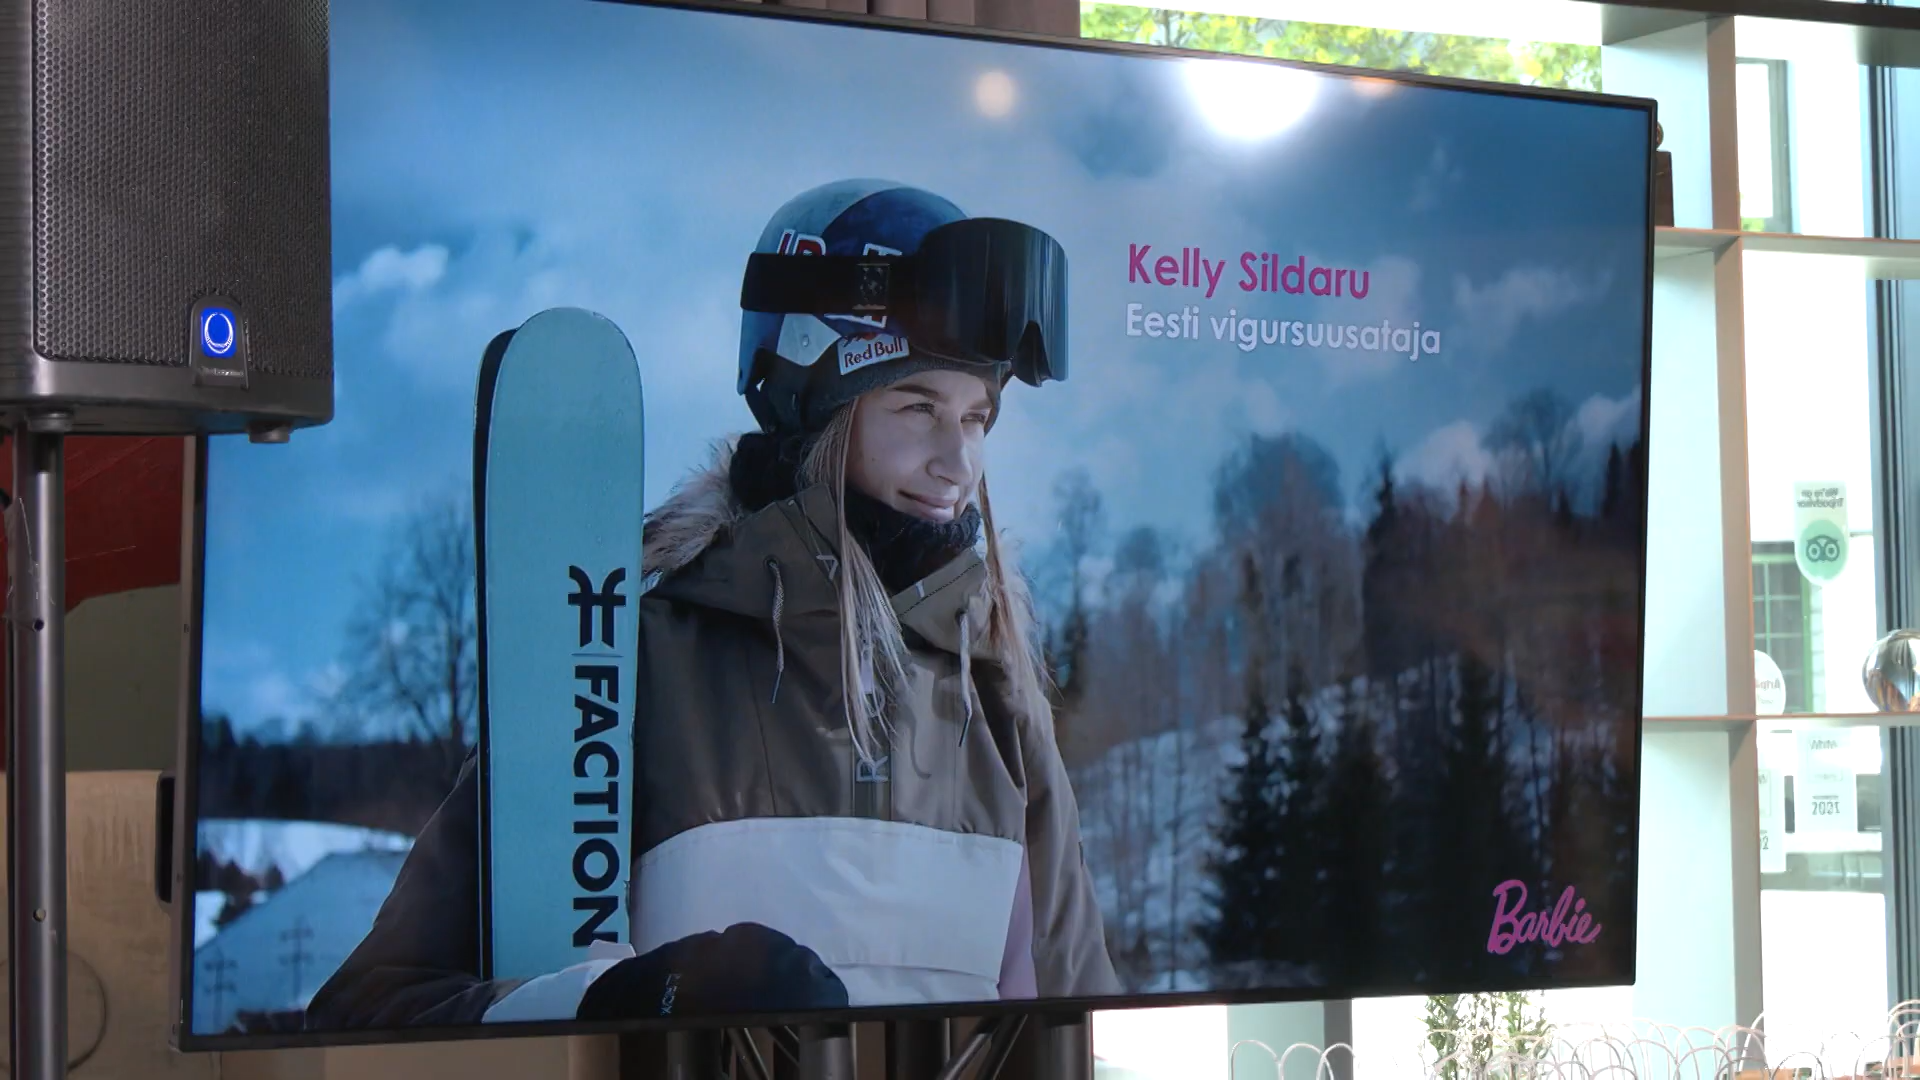 Kelly Sildaru
Eesti vigursuusataja
Red Bull
FACTION
Barbie
2021